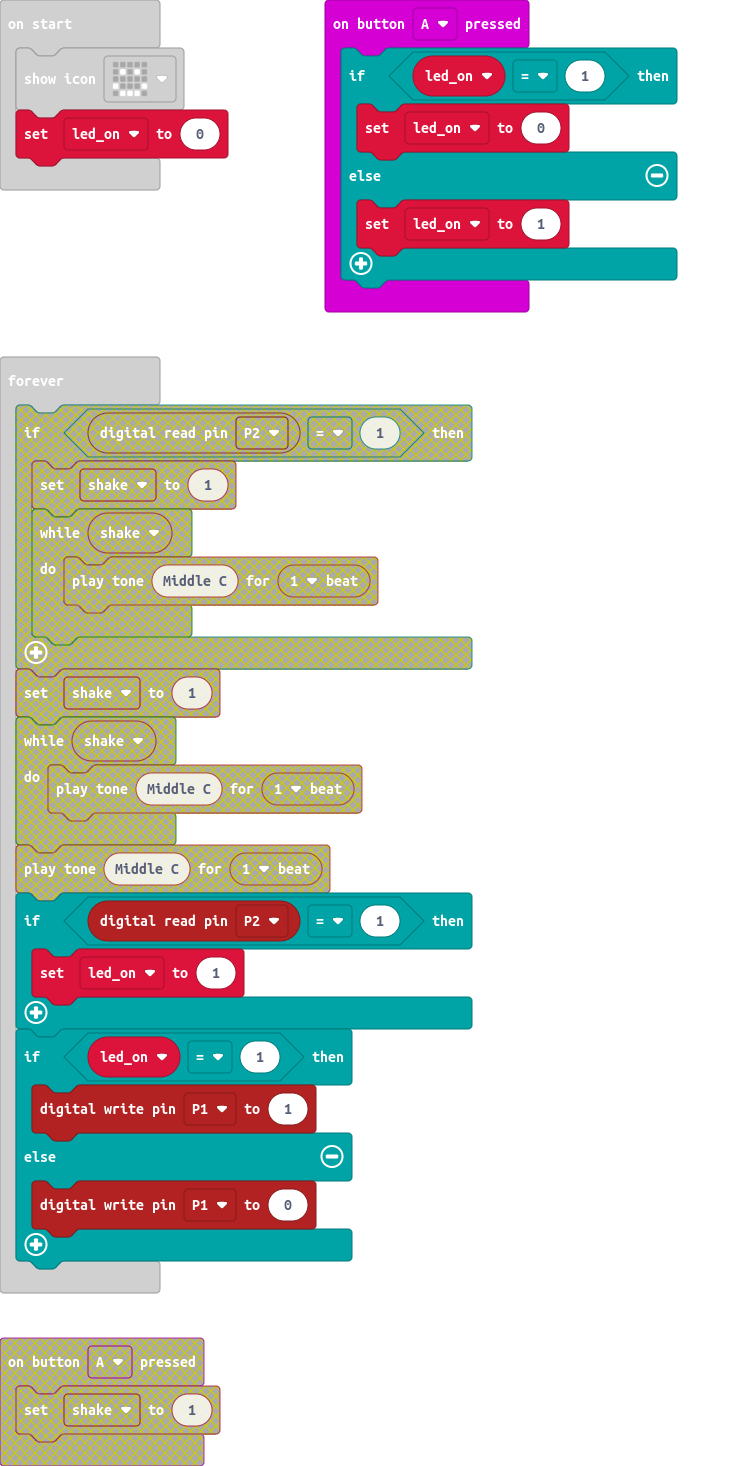 on start
show icon
set led_on to 0
on button A pressed
if led_on = 1 then
set led_on to 0
else
set led_on to 1
forever
if digital read pin P2 = 1 then
set shake to 1
while shake
do
play tone Middle C for 1 beat
set shake to 1
while shake
do
play tone Middle C for 1 beat
play tone Middle C for 1 beat
if digital read pin P2 = 1 then
set led_on to 1
if led_on = 1 then
digital write pin P1 to 1
else
digital write pin P1 to 0
on button A pressed
set shake to 1